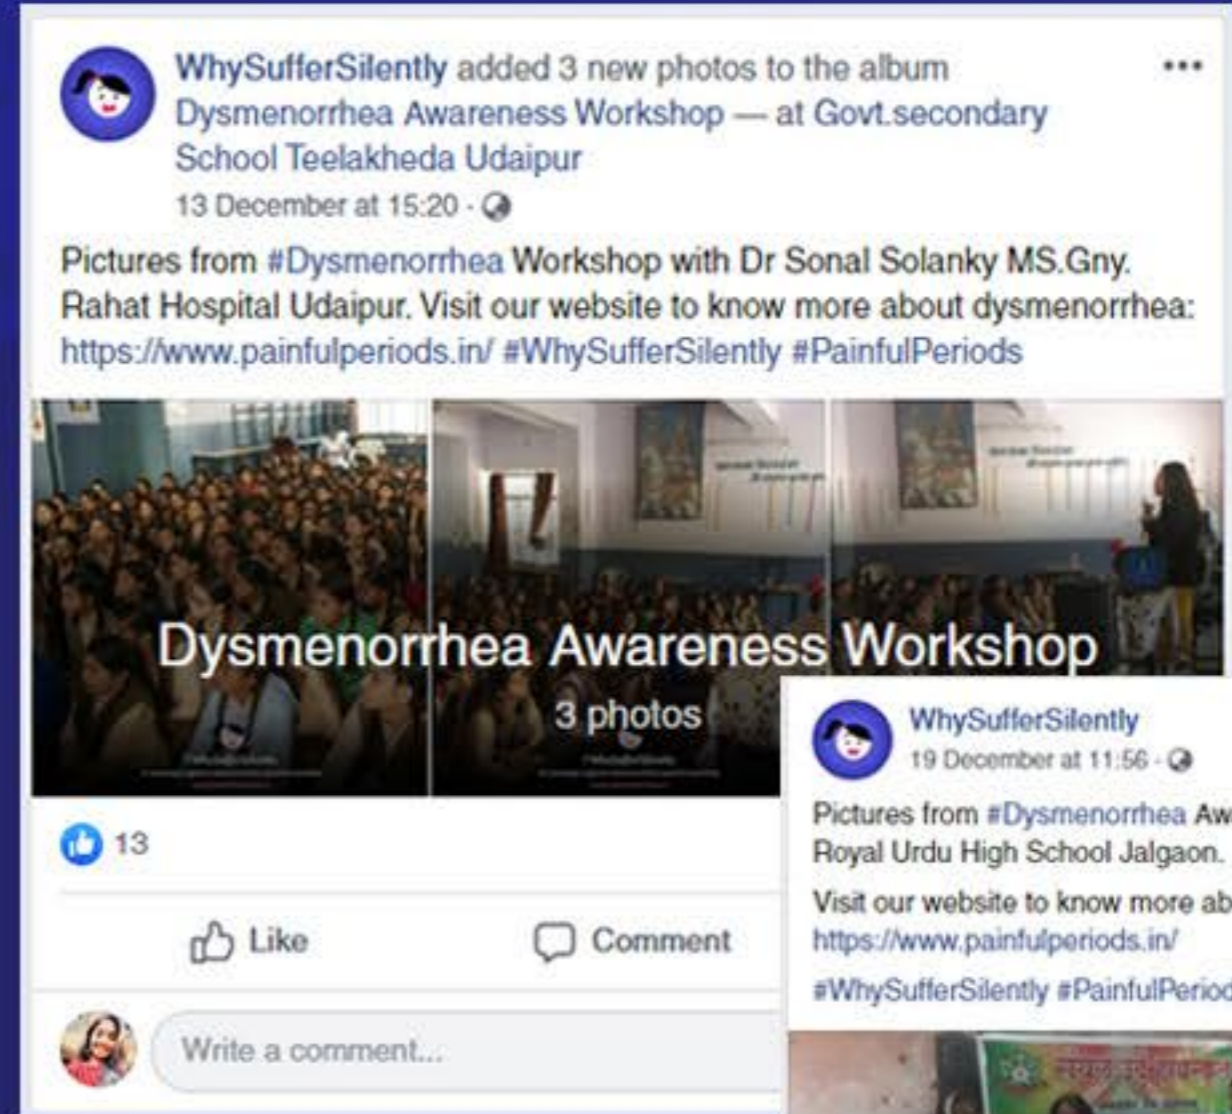 WhySufferSilently added 3 new photos to the album
Dysmenorrhea Awareness Workshop — at Govt.secondary
School Teelakheda Udaipur
13 December at 15:20 ·
Pictures from #Dysmenorrhea Workshop with Dr Sonal Solanky MS.Gny.
Rahat Hospital Udaipur. Visit our website to know more about dysmenorrhea:
https://www.painfulperiods.in/ #WhySufferSilently #PainfulPeriods
Dysmenorrhea Awareness Workshop
3 photos
13
Like
Comment
Write a comment...
WhySufferSilently
19 December at 11:56 ·
Pictures from #Dysmenorrhea Aw
Royal Urdu High School Jalgaon.
Visit our website to know more ab
https://www.painfulperiods.in/
#WhySufferSilently #PainfulPeriod